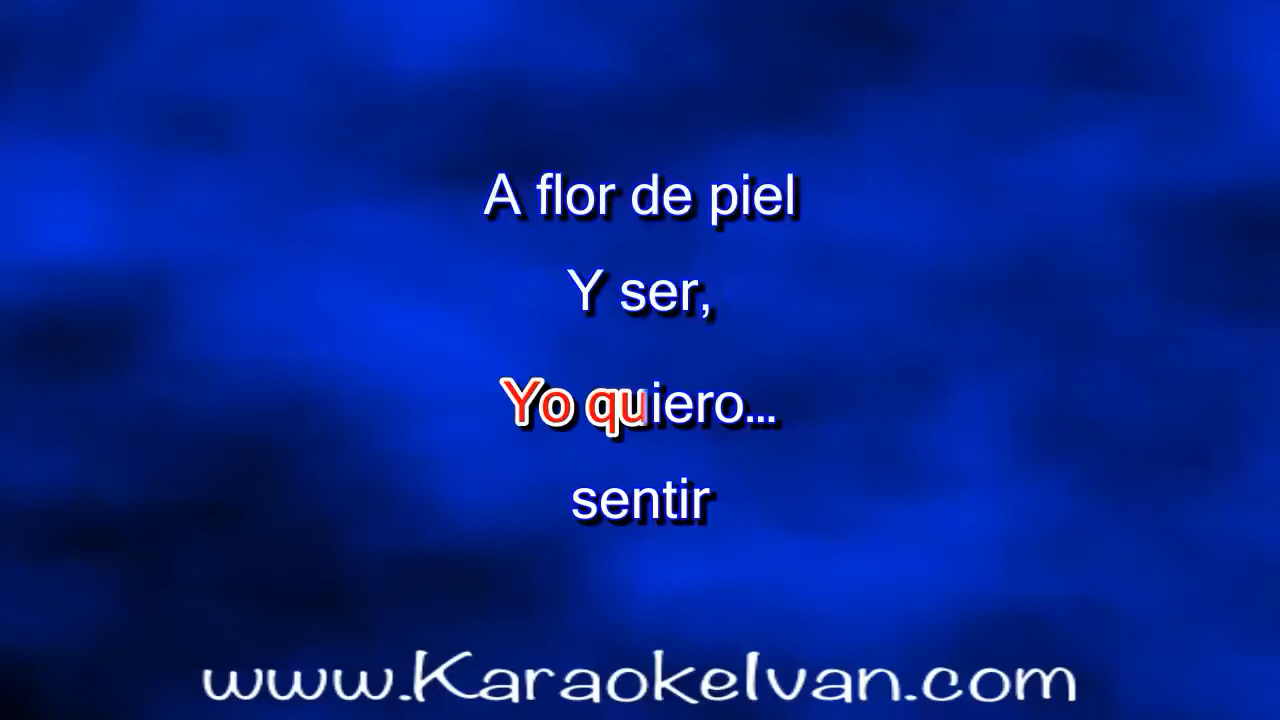 A flor de piel
Y ser,
Yo quiero...
sentir
www.KaraokeIvan.com